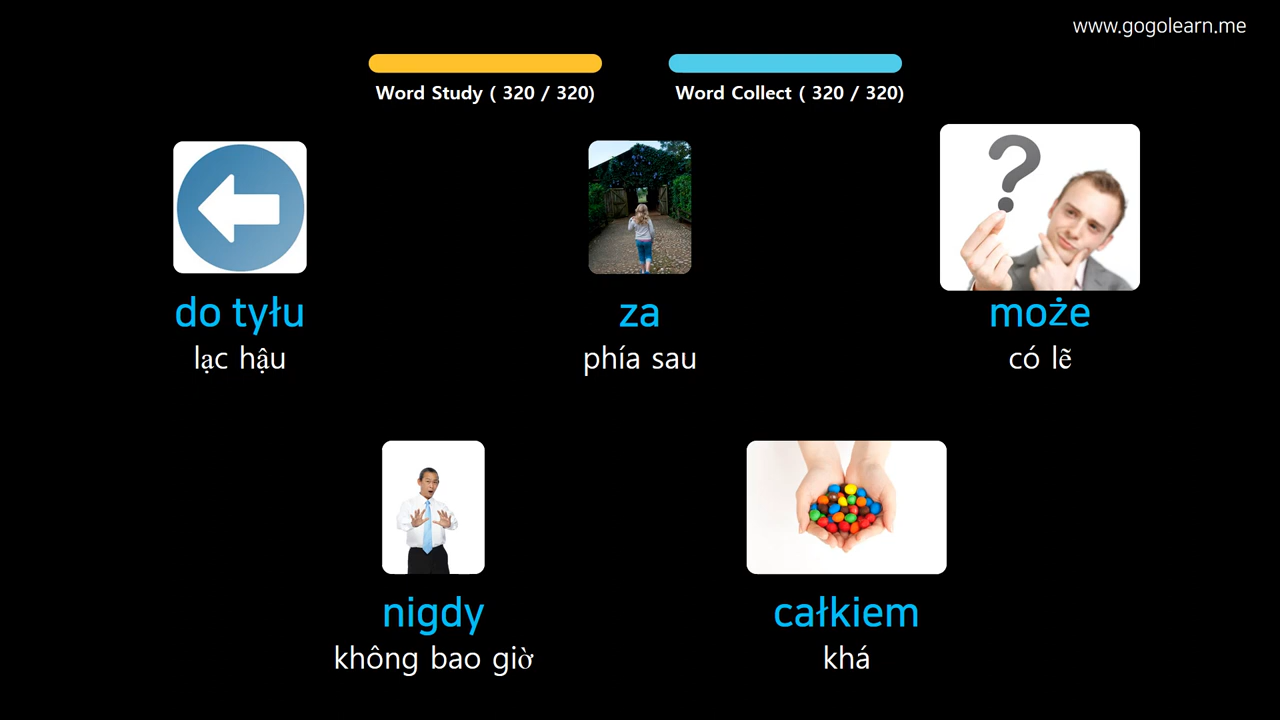 www.gogolearn.me
Word Study ( 320 / 320)
Word Collect ( 320 / 320)
do tyłu
lạc hậu
za
phía sau
może
có lẽ
nigdy
không bao giờ
całkiem
khá